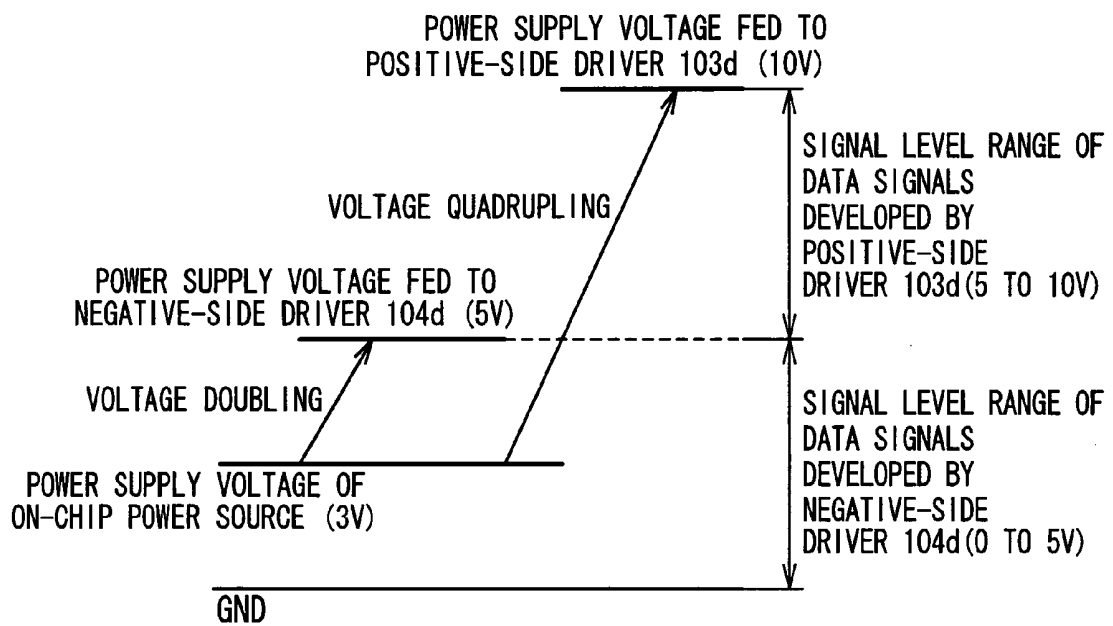 POWER SUPPLY VOLTAGE FED TO
POSITIVE-SIDE DRIVER 103d (10V)
SIGNAL LEVEL RANGE OF
DATA SIGNALS
DEVELOPED BY
POSITIVE-SIDE
DRIVER 103d(5 TO 10V)
VOLTAGE QUADRUPLING
POWER SUPPLY VOLTAGE FED TO
NEGATIVE-SIDE DRIVER 104d (5V)
VOLTAGE DOUBLING
SIGNAL LEVEL RANGE OF
DATA SIGNALS
DEVELOPED BY
NEGATIVE-SIDE
DRIVER 104d(0 TO 5V)
POWER SUPPLY VOLTAGE OF
ON-CHIP POWER SOURCE (3V)
GND